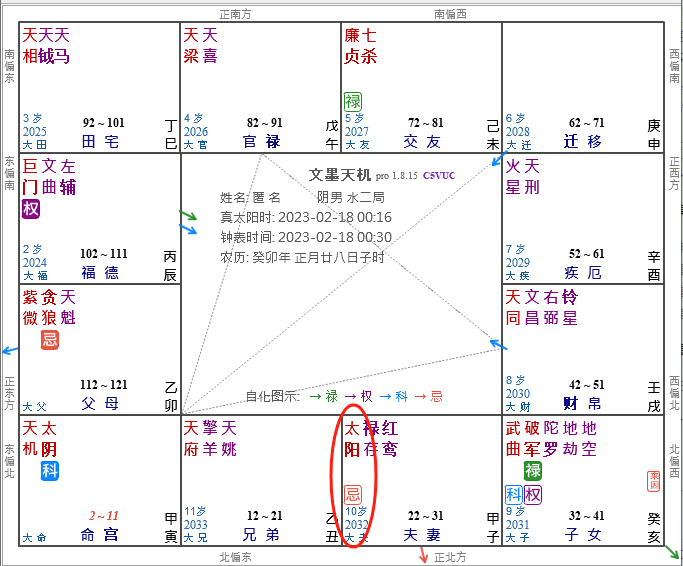 正南方
南偏西
南偏东
西偏南
天天天
相钺马
3岁
2025
大田
92~101
田宅
丁
巳
天天
梁喜
4岁
2026
大官
82~91
官禄
戊
午
廉七
贞杀
禄
5岁
2027
大友
72~81
交友
己
未
6岁
2028
大迁
62~71
迁移
庚
申
东偏南
巨文左
门曲辅
权
2岁
2024
大福
102~111
福德
丙
辰
文墨天机 pro 1.8.15 C5VUC
姓名: 匿名 阴男 水二局
真太阳时: 2023-02-18 00:16
钟表时间: 2023-02-18 00:30
农历: 癸卯年 正月廿八日子时
自化图示: →禄 →权 →科 →忌
正西方
火天
星刑
7岁
2029
大疾
52~61
疾厄
辛
酉
正东方
紫贪天
微狼魁
忌
大父
112~121
父母
乙
卯
西偏北
天文右铃
同昌弼星
8岁
2030
大财
42~51
财帛
壬
戌
东偏北
天太
机阴
科
大命
2~11
命宫
甲
寅
天擎天
府羊姚
11岁
2033
大兄
12~21
兄弟
乙
丑
太禄红
阳存鸾
忌
10岁
2032
大夫
22~31
夫妻
甲
子
北偏西
武破陀地地
曲军罗劫空
禄
科权
来因
9岁
2031
大子
32~41
子女
癸
亥
北偏东
正北方